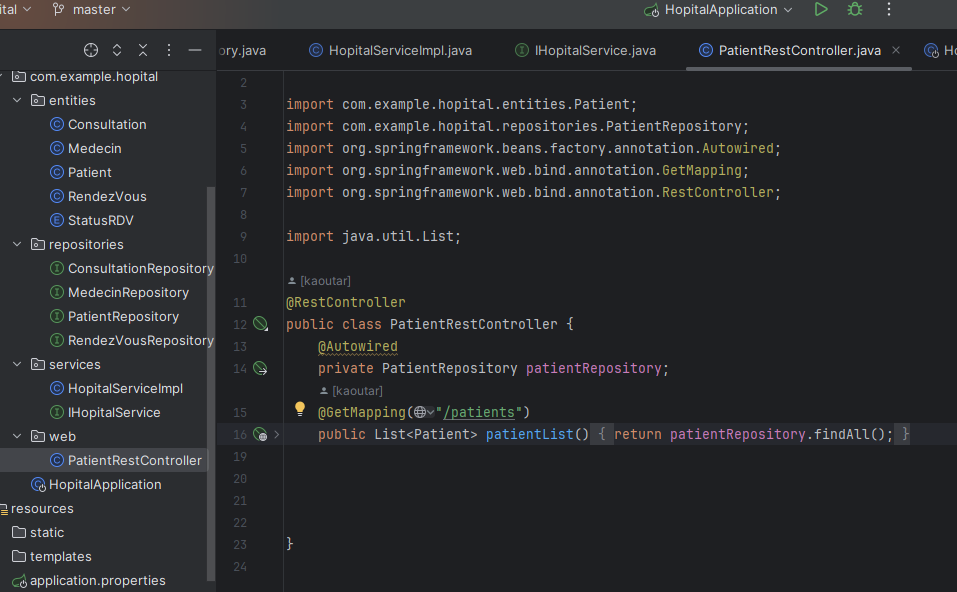 ital master HopitalApplication
ory.java HopitalServiceImpl.java IHopitalService.java PatientRestController.java
com.example.hopital
entities
Consultation
Medecin
Patient
RendezVous
StatusRDV
repositories
ConsultationRepository
MedecinRepository
PatientRepository
RendezVousRepository
services
HopitalServiceImpl
IHopitalService
web
PatientRestController
HopitalApplication
resources
static
templates
application.properties
2
3 import com.example.hopital.entities.Patient;
4 import com.example.hopital.repositories.PatientRepository;
5 import org.springframework.beans.factory.annotation.Autowired;
6 import org.springframework.web.bind.annotation.GetMapping;
7 import org.springframework.web.bind.annotation.RestController;
8
9 import java.util.List;
10
[kaoutar]
11 @RestController
12 public class PatientRestController {
13 @Autowired
14 private PatientRepository patientRepository;
[kaoutar]
15 @GetMapping("/patients")
16 public List<Patient> patientList() { return patientRepository.findAll(); }
19
20
21
22
23 }
24